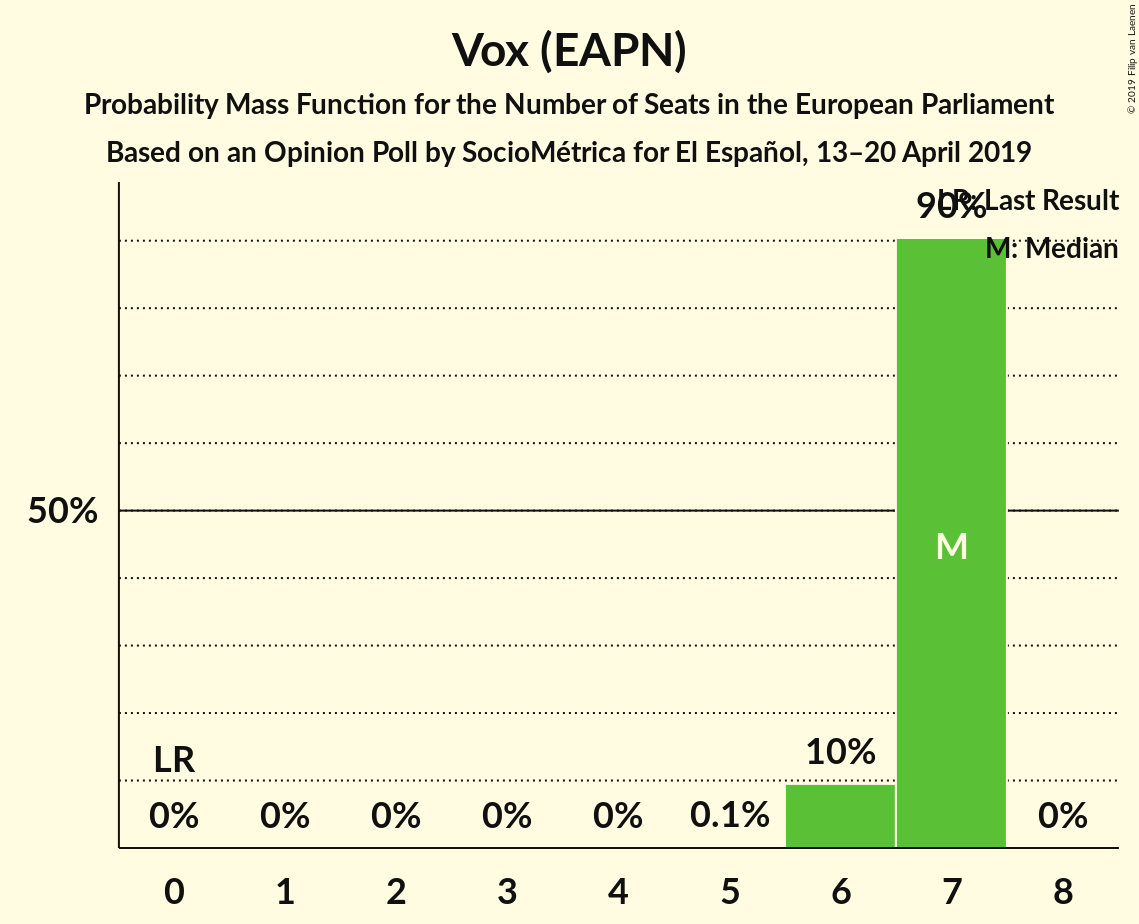 Vox (EAPN)
Probability Mass Function for the Number of Seats in the European Parliament
Based on an Opinion Poll by SocioMétrica for El Español, 13–20 April 2019
© 2019 Filip van Laenen
LR: Last Result
M: Median
90%
50%
M
LR
10%
0% 0% 0% 0% 0% 0.1% 0%
0 1 2 3 4 5 6 7 8